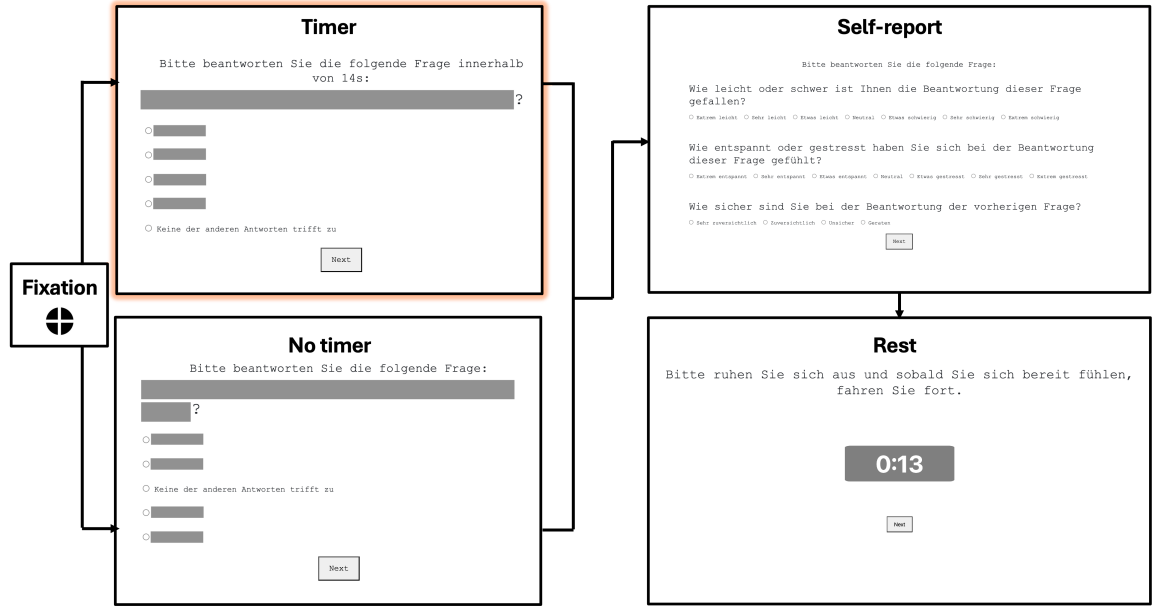 Fixation
Timer
Bitte beantworten Sie die folgende Frage innerhalb
von 14s:
?
Keine der anderen Antworten trifft zu
Next
No timer
Bitte beantworten Sie die folgende Frage:
?
Keine der anderen Antworten trifft zu
Next
Self-report
Bitte beantworten Sie die folgende Frage:
Wie leicht oder schwer ist Ihnen die Beantwortung dieser Frage
gefallen?
Extrem leicht Sehr leicht Etwas leicht Neutral Etwas schwierig Sehr schwierig Extrem schwierig
Wie entspannt oder gestresst haben Sie sich bei der Beantwortung
dieser Frage gefühlt?
Extrem entspannt Sehr entspannt Etwas entspannt Neutral Etwas gestresst Sehr gestresst Extrem gestresst
Wie sicher sind Sie bei der Beantwortung der vorherigen Frage?
Sehr zuversichtlich Zuversichtlich Unsicher Geraten
Next
Rest
Bitte ruhen Sie sich aus und sobald Sie sich bereit fühlen,
fahren Sie fort.
0:13
Next